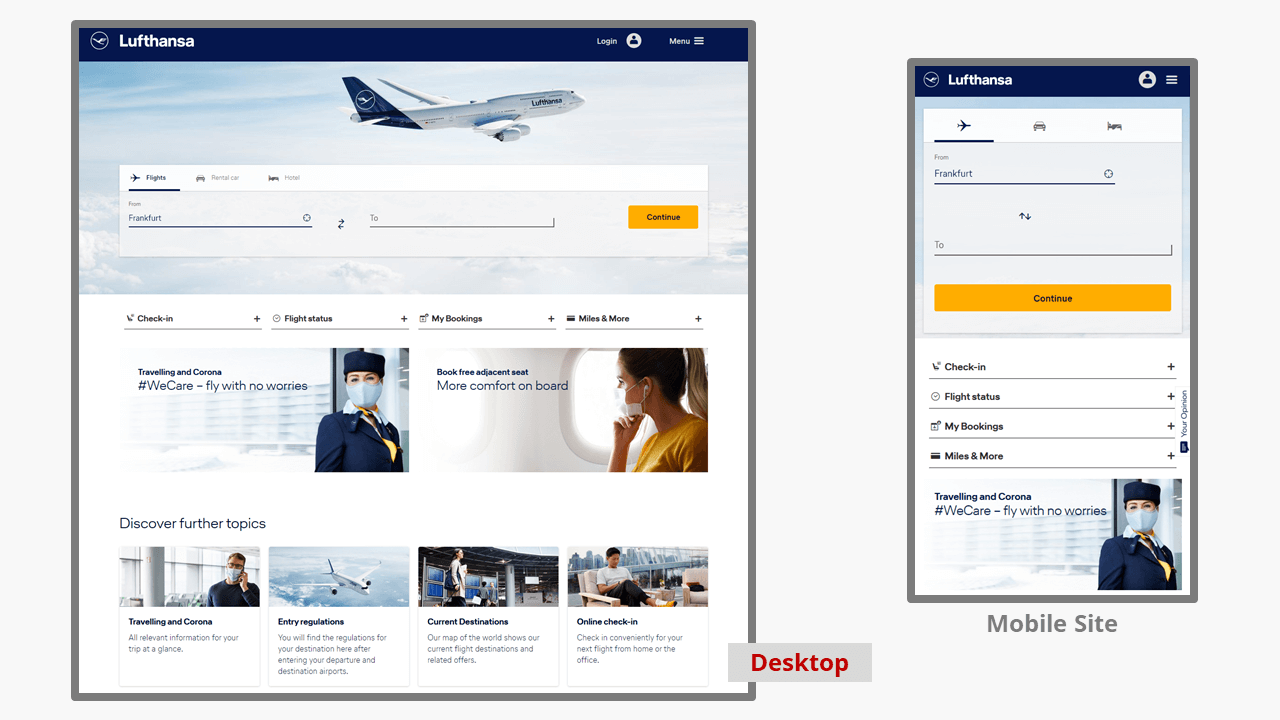 Lufthansa
Login
Menu
Lufthansa
Flights
Rental car
Hotel
From
Frankfurt
To
Continue
Check-in
Flight status
My Bookings
Miles & More
Travelling and Corona
#WeCare – fly with no worries
Book free adjacent seat
More comfort on board
Discover further topics
Travelling and Corona
All relevant information for your
trip at a glance.
Entry regulations
You will find the regulations for
your destination here after
entering your departure and
destination airports.
Current Destinations
Our map of the world shows our
current flight destinations and
related offers.
Online check-in
Check in conveniently for your
next flight from home or the
office.
Desktop
Lufthansa
From
Frankfurt
To
Continue
Check-in
Flight status
My Bookings
Miles & More
Your Opinion
Travelling and Corona
#WeCare – fly with no worries
Mobile Site